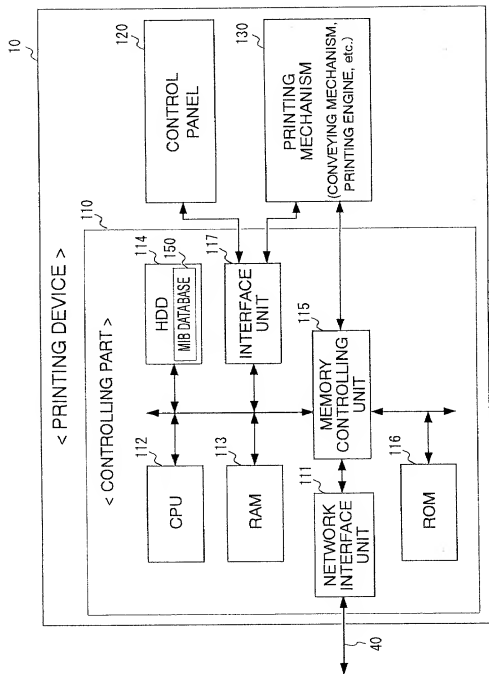 10
< PRINTING DEVICE >
110
< CONTROLLING PART >
112
CPU
113
RAM
111
NETWORK
INTERFACE
UNIT
40
116
ROM
114
HDD
150
MIB DATABASE
117
INTERFACE
UNIT
115
MEMORY
CONTROLLING
UNIT
120
CONTROL
PANEL
130
PRINTING
MECHANISM
(CONVEYING MECHANISM,
PRINTING ENGINE, etc.)